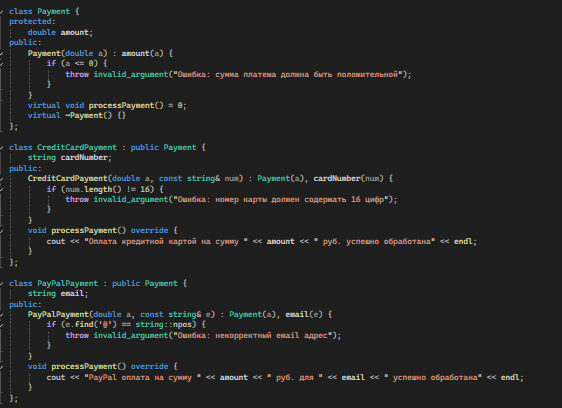 class Payment {
protected:
    double amount;
public:
    Payment(double a) : amount(a) {
        if (a <= 0) {
            throw invalid_argument("Ошибка: сумма платежа должна быть положительной");
        }
    }
    virtual void processPayment() = 0;
    virtual ~Payment() {}
};
class CreditCardPayment : public Payment {
    string cardNumber;
public:
    CreditCardPayment(double a, const string& num) : Payment(a), cardNumber(num) {
        if (num.length() != 16) {
            throw invalid_argument("Ошибка: номер карты должен содержать 16 цифр");
        }
    }
    void processPayment() override {
        cout << "Оплата кредитной картой на сумму " << amount << " руб. успешно обработана" << endl;
    }
};
class PayPalPayment : public Payment {
    string email;
public:
    PayPalPayment(double a, const string& e) : Payment(a), email(e) {
        if (e.find('@') == string::npos) {
            throw invalid_argument("Ошибка: некорректный email адрес");
        }
    }
    void processPayment() override {
        cout << "PayPal оплата на сумму " << amount << " руб. для " << email << " успешно обработана" << endl;
    }
};